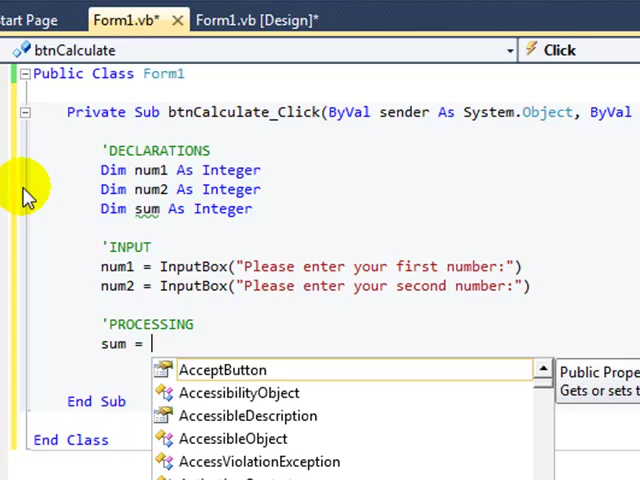 tart Page
Form1.vb* Form1.vb [Design]*
btnCalculate Click
Public Class Form1
Private Sub btnCalculate_Click(ByVal sender As System.Object, ByVal
'DECLARATIONS
Dim num1 As Integer
Dim num2 As Integer
Dim sum As Integer
'INPUT
num1 = InputBox("Please enter your first number:")
num2 = InputBox("Please enter your second number:")
'PROCESSING
sum =
AcceptButton
AccessibilityObject
AccessibleDescription
AccessibleObject
AccessViolationException
Public Prope
Gets or sets t
End Sub
End Class